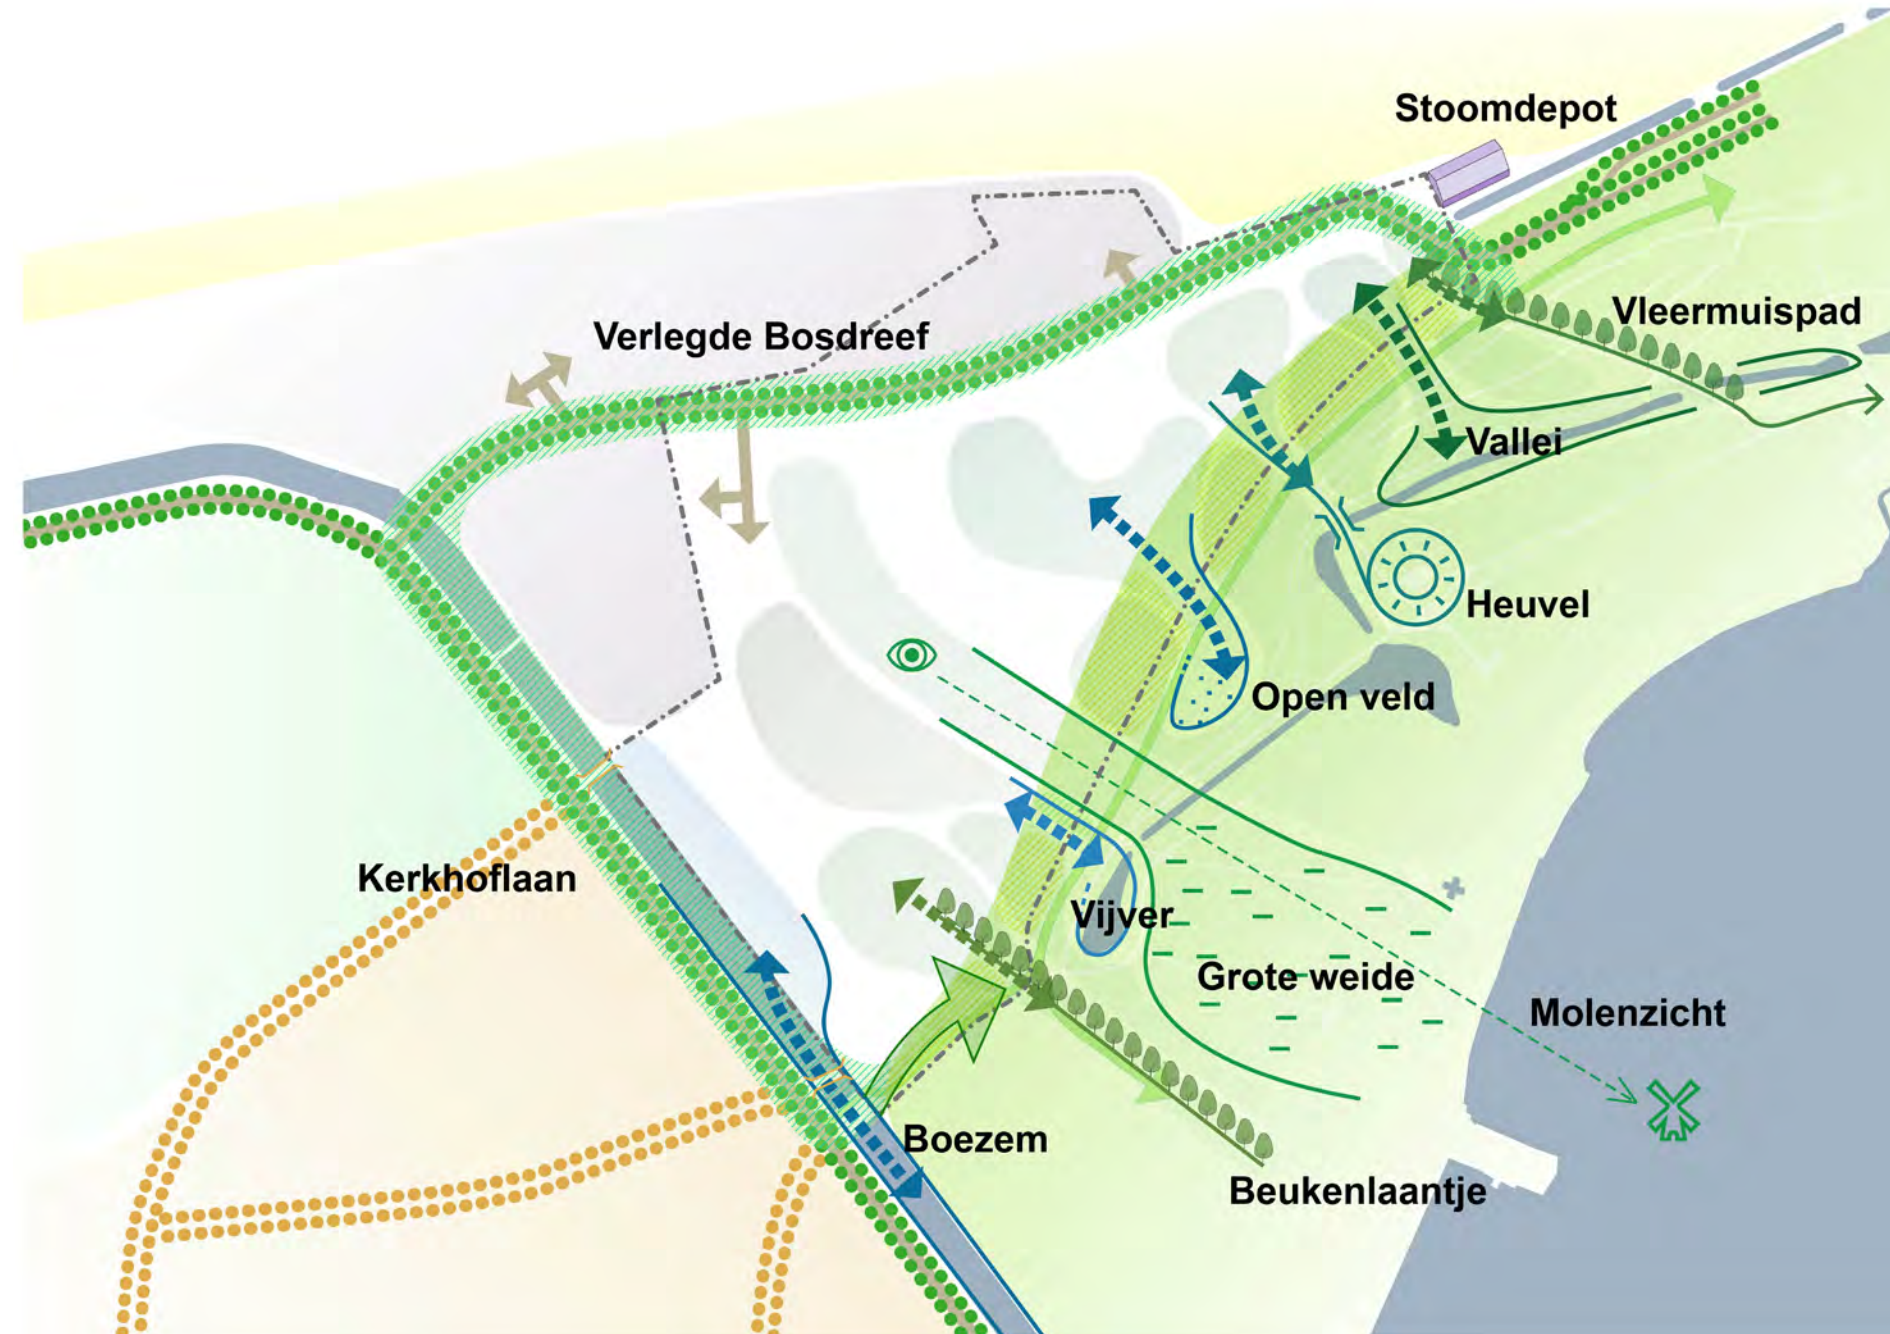 Stoomdepot
Vleermuispad
Verlegde Bosdreef
Vallei
Heuvel
Open veld
Kerkhoflaan
Vijver
Grote weide
Molenzicht
Boezem
Beukenlaantje